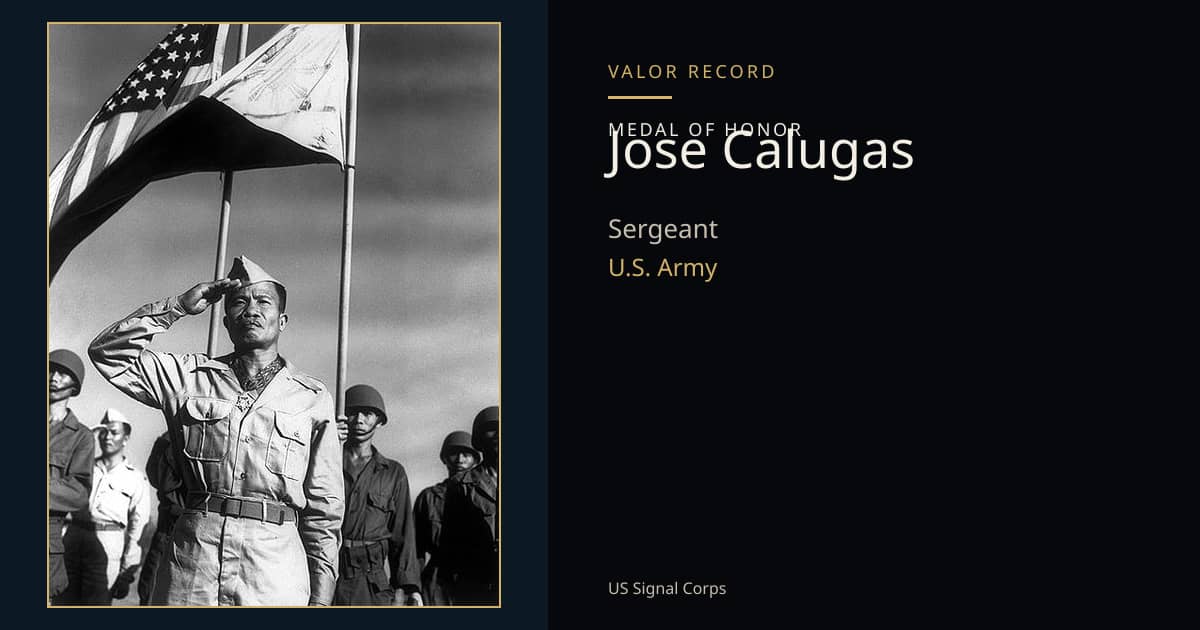 VALOR RECORD
MEDAL OF HONOR
Jose Calugas
Sergeant
U.S. Army
US Signal Corps